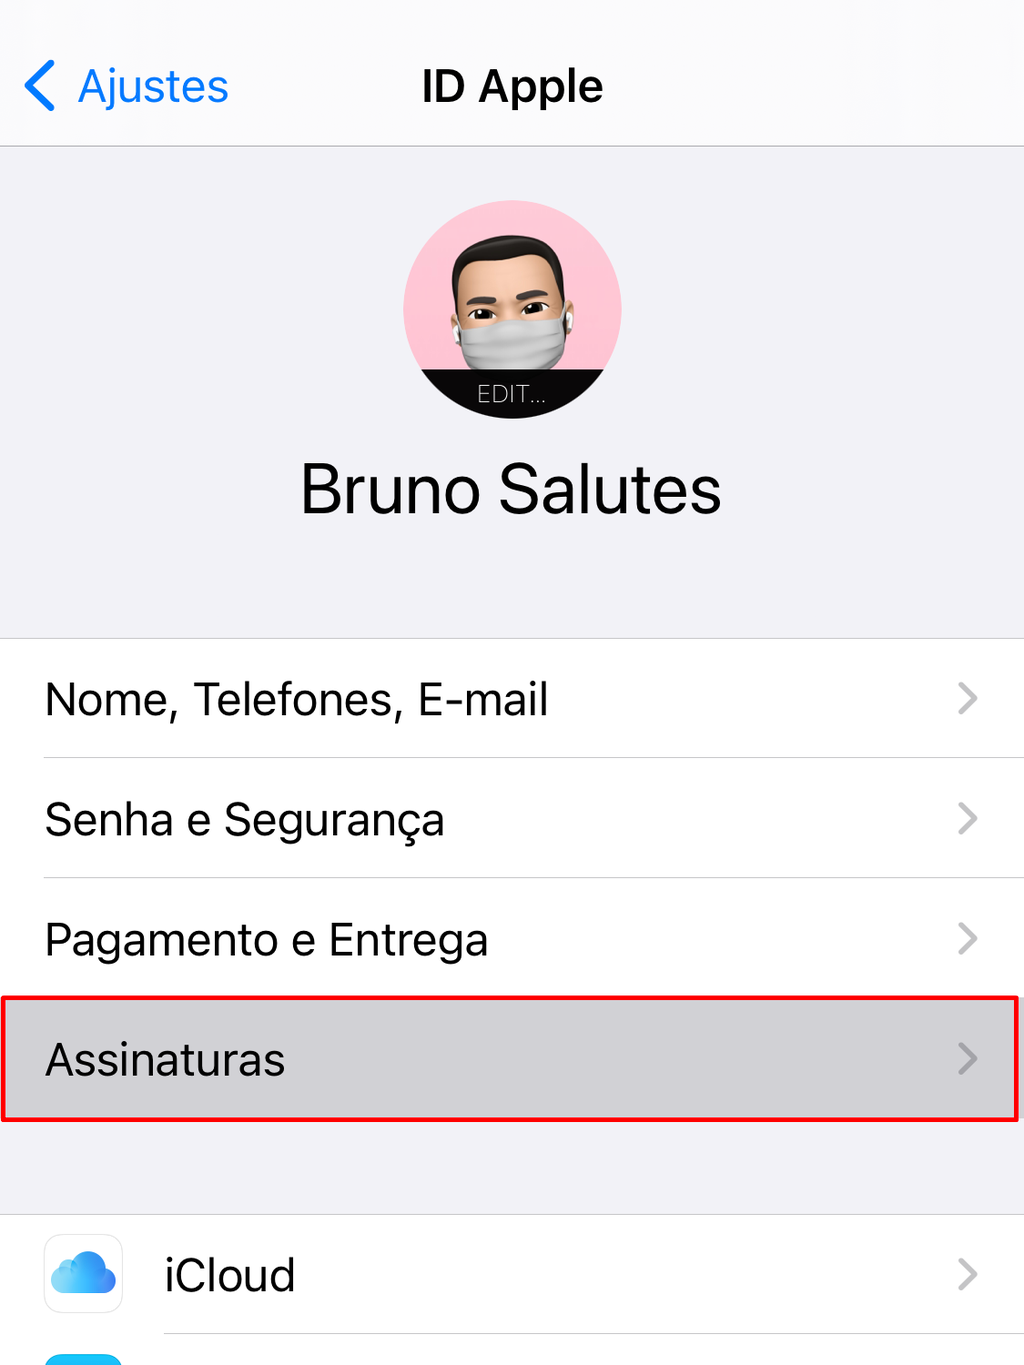 Ajustes
ID Apple
EDIT...
Bruno Salutes
Nome, Telefones, E-mail
Senha e Segurança
Pagamento e Entrega
Assinaturas
iCloud